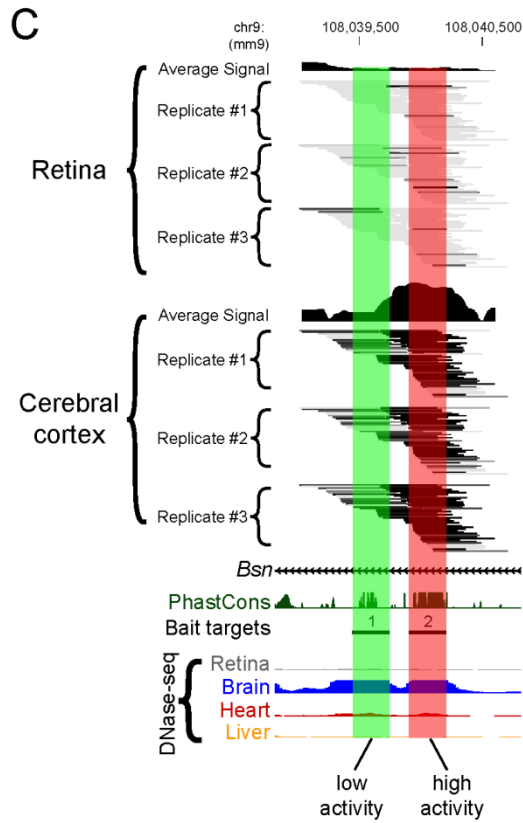 C
chr9:
(mm9)
108,039,500
108,040,500
Retina
Average Signal
Replicate #1
Replicate #2
Replicate #3
Cerebral
cortex
Average Signal
Replicate #1
Replicate #2
Replicate #3
Bsn
PhastCons
Bait targets
1
2
DNase-seq
Retina
Brain
Heart
Liver
low
activity
high
activity